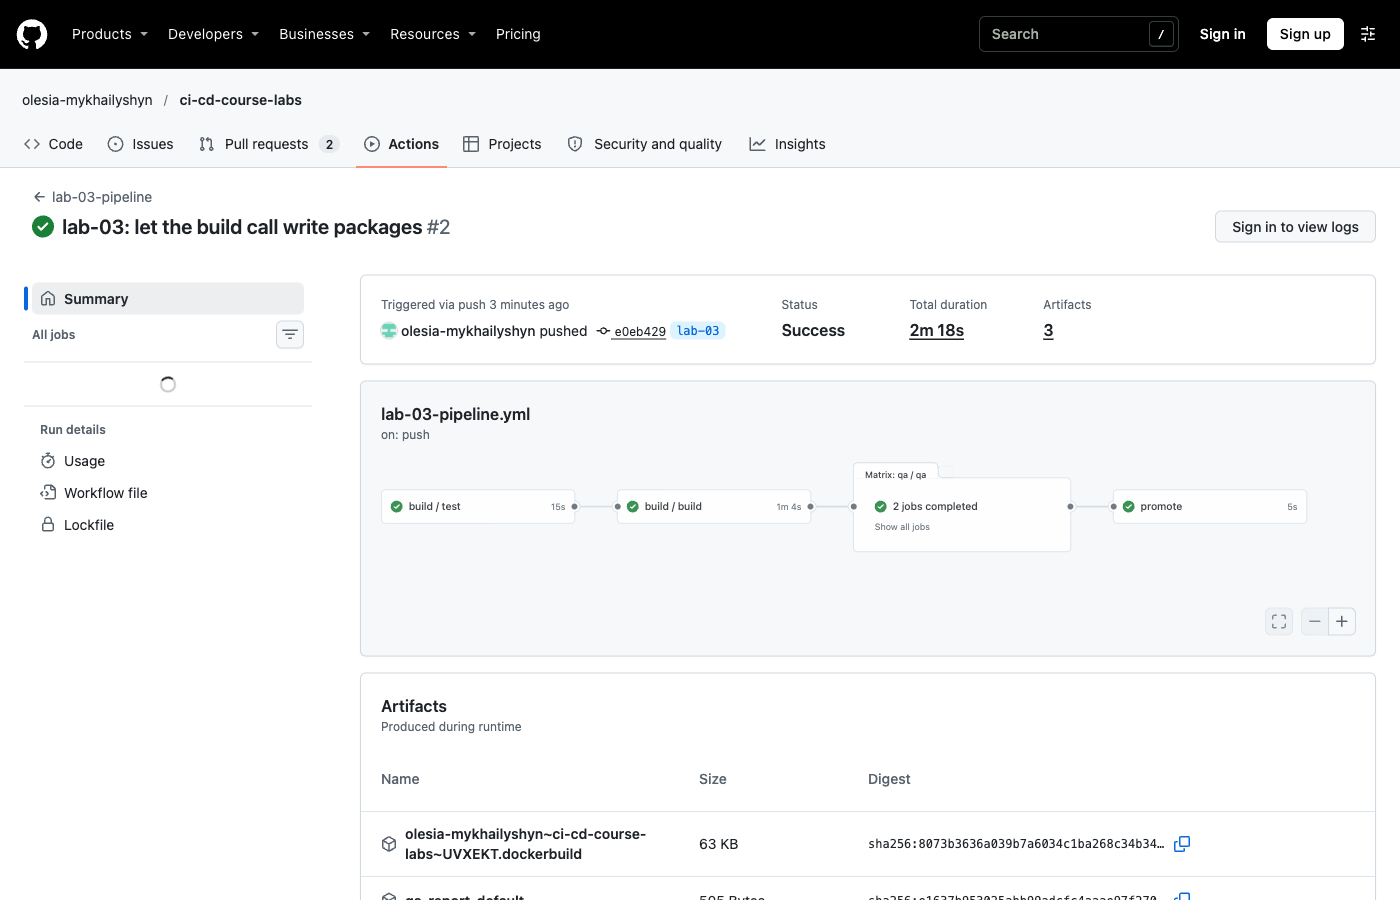 Products Developers Businesses Resources Pricing Search / Sign in Sign up
olesia-mykhailyshyn / ci-cd-course-labs
Code Issues Pull requests 2 Actions Projects Security and quality Insights
lab-03-pipeline
lab-03: let the build call write packages #2
Sign in to view logs
Summary
All jobs
Run details
Usage
Workflow file
Lockfile
Triggered via push 3 minutes ago
olesia-mykhailyshyn pushed e0eb429 lab-03
Status
Success
Total duration
2m 18s
Artifacts
3
lab-03-pipeline.yml
on: push
build / test 15s
build / build 1m 4s
Matrix: qa / qa
2 jobs completed
Show all jobs
promote 5s
Artifacts
Produced during runtime
Name Size Digest
olesia-mykhailyshyn~ci-cd-course-
labs~UVXEKT.dockerbuild
63 KB
sha256:8073b3636a039b7a6034c1ba268c34b34…